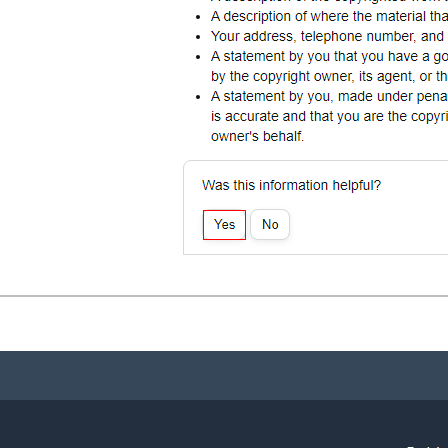 A description of where the material tha
Your address, telephone number, and
A statement by you that you have a go
by the copyright owner, its agent, or th
A statement by you, made under pena
is accurate and that you are the copyri
owner's behalf.
Was this information helpful?
Yes No